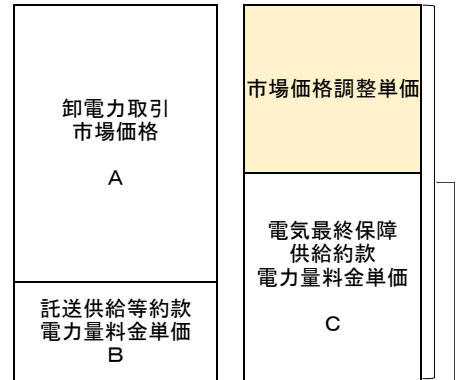 卸電力取引
市場価格
A
託送供給等約款
電力量料金単価
B
市場価格調整単価
電気最終保障
供給約款
電力量料金単価
C